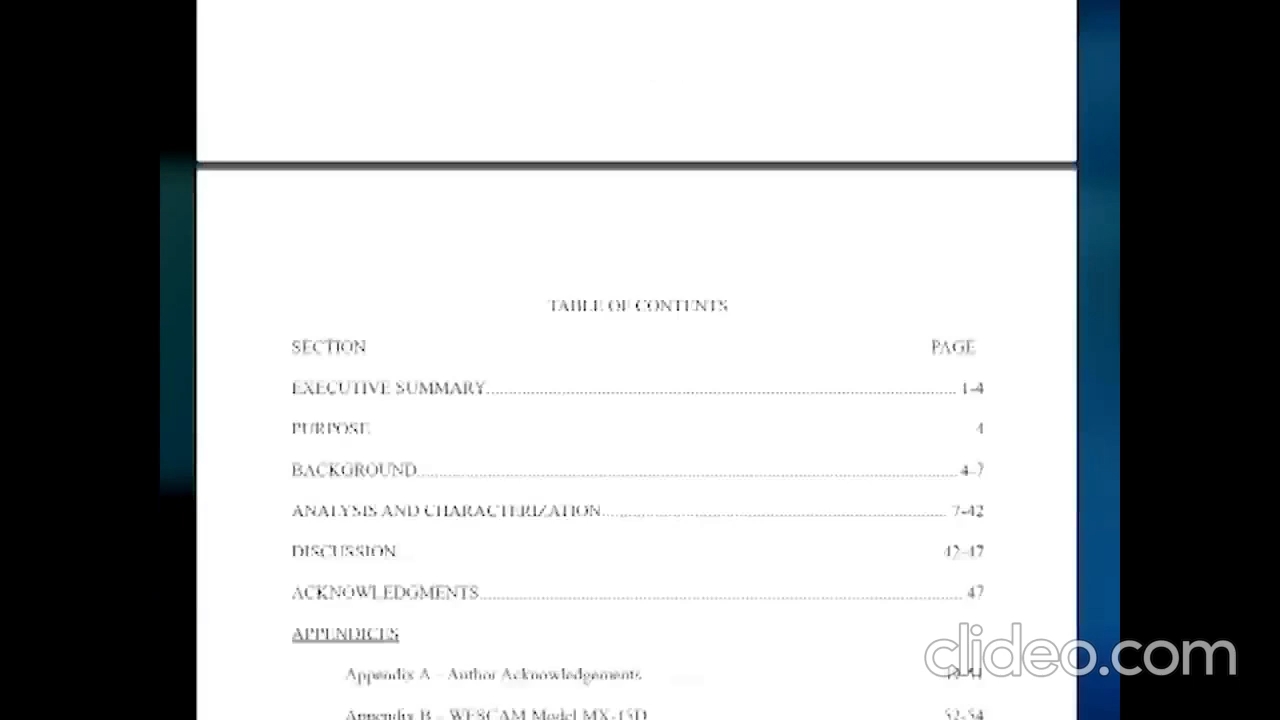 TABLE OF CONTENTS
SECTION PAGE
EXECUTIVE SUMMARY 1-4
PURPOSE 4
BACKGROUND 4-7
ANALYSIS AND CHARACTERIZATION 7-42
DISCUSSION 42-47
ACKNOWLEDGMENTS 47
APPENDICES
Appendix A – Author Acknowledgements
Appendix B – WESCAM Model MX-15D 52-54
clideo.com